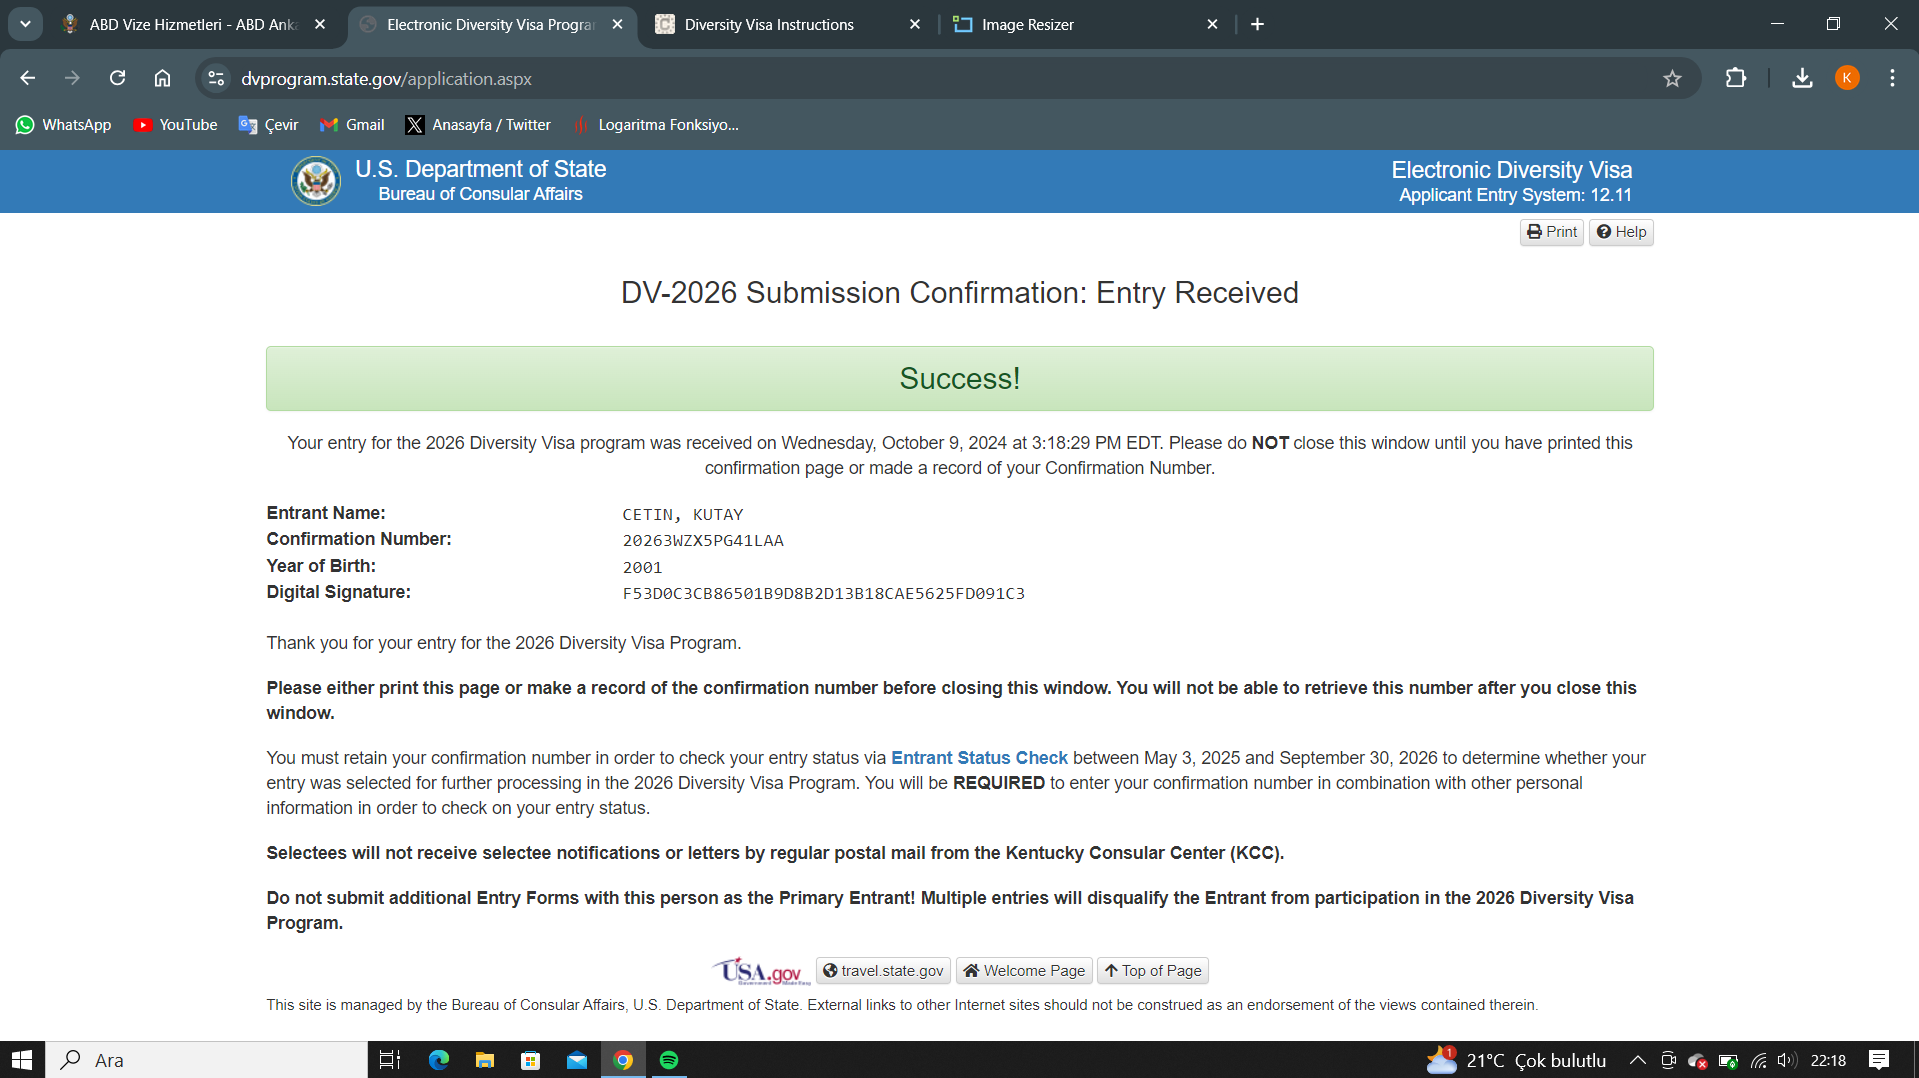 ABD Vize Hizmetleri - ABD Anka
Electronic Diversity Visa Program
Diversity Visa Instructions
Image Resizer
dvprogram.state.gov/application.aspx
K
WhatsApp
YouTube
Çevir
Gmail
Anasayfa / Twitter
Logaritma Fonksiyo...
U.S. Department of State
Bureau of Consular Affairs
Electronic Diversity Visa
Applicant Entry System: 12.11
Print
Help
DV-2026 Submission Confirmation: Entry Received
Success!
Your entry for the 2026 Diversity Visa program was received on Wednesday, October 9, 2024 at 3:18:29 PM EDT. Please do NOT close this window until you have printed this
confirmation page or made a record of your Confirmation Number.
Entrant Name: CETIN, KUTAY
Confirmation Number: 20263WZX5PG41LAA
Year of Birth: 2001
Digital Signature: F53D0C3CB86501B9D8B2D13B18CAE5625FD091C3
Thank you for your entry for the 2026 Diversity Visa Program.
Please either print this page or make a record of the confirmation number before closing this window. You will not be able to retrieve this number after you close this
window.
You must retain your confirmation number in order to check your entry status via Entrant Status Check between May 3, 2025 and September 30, 2026 to determine whether your
entry was selected for further processing in the 2026 Diversity Visa Program. You will be REQUIRED to enter your confirmation number in combination with other personal
information in order to check on your entry status.
Selectees will not receive selectee notifications or letters by regular postal mail from the Kentucky Consular Center (KCC).
Do not submit additional Entry Forms with this person as the Primary Entrant! Multiple entries will disqualify the Entrant from participation in the 2026 Diversity Visa
Program.
USA.gov
travel.state.gov
Welcome Page
Top of Page
This site is managed by the Bureau of Consular Affairs, U.S. Department of State. External links to other Internet sites should not be construed as an endorsement of the views contained therein.
Ara
1
21°C Çok bulutlu
22:18